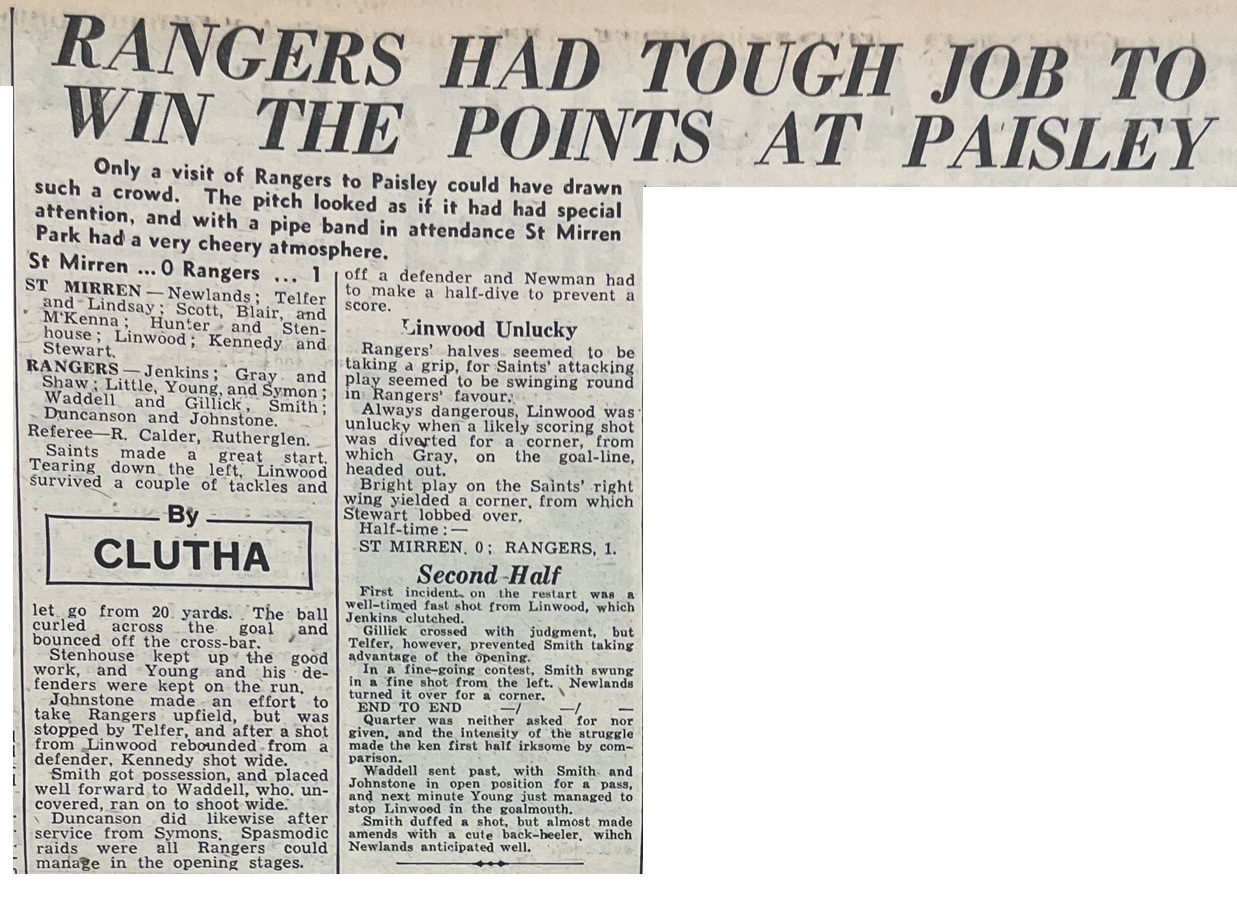 RANGERS HAD TOUGH JOB TO
WIN THE POINTS AT PAISLEY
Only a visit of Rangers to Paisley could have drawn
such a crowd. The pitch looked as if it had had special
attention, and with a pipe band in attendance St Mirren
Park had a very cheery atmosphere.
St Mirren ... 0 Rangers ... 1
ST MIRREN — Newlands; Telfer
and Lindsay; Scott, Blair, and
M'Kenna; Hunter and Sten-
house; Linwood; Kennedy and
Stewart.
RANGERS — Jenkins; Gray and
Shaw; Little, Young, and Symon;
Waddell and Gillick, Smith;
Duncanson and Johnstone.
Referee—R. Calder, Rutherglen.
Saints made a great start.
Tearing down the left, Linwood
survived a couple of tackles and
By
CLUTHA
let go from 20 yards. The ball
curled across the goal and
bounced off the cross-bar.
Stenhouse kept up the good
work, and Young and his de-
fenders were kept on the run.
Johnstone made an effort to
take Rangers upfield, but was
stopped by Telfer, and after a shot
from Linwood rebounded from a
defender, Kennedy shot wide.
Smith got possession, and placed
well forward to Waddell, who, un-
covered, ran on to shoot wide.
Duncanson did likewise after
service from Symons. Spasmodic
raids were all Rangers could
manage in the opening stages.
off a defender and Newman had
to make a half-dive to prevent a
score.
Linwood Unlucky
Rangers' halves seemed to be
taking a grip, for Saints' attacking
play seemed to be swinging round
in Rangers' favour.
Always dangerous, Linwood was
unlucky when a likely scoring shot
was diverted for a corner, from
which Gray, on the goal-line,
headed out.
Bright play on the Saints' right
wing yielded a corner, from which
Stewart lobbed over.
Half-time:—
ST MIRREN, 0; RANGERS, 1.
Second Half
First incident on the restart was a
well-timed fast shot from Linwood, which
Jenkins clutched.
Gillick crossed with judgment, but
Telfer, however, prevented Smith taking
advantage of the opening.
In a fine-going contest, Smith swung
in a fine shot from the left. Newlands
turned it over for a corner.
END TO END —/ —/ —
Quarter was neither asked for nor
given, and the intensity of the struggle
made the ken first half irksome by com-
parison.
Waddell sent past, with Smith and
Johnstone in open position for a pass,
and next minute Young just managed to
stop Linwood in the goalmouth.
Smith duffed a shot, but almost made
amends with a cute back-heeler, wihch
Newlands anticipated well.